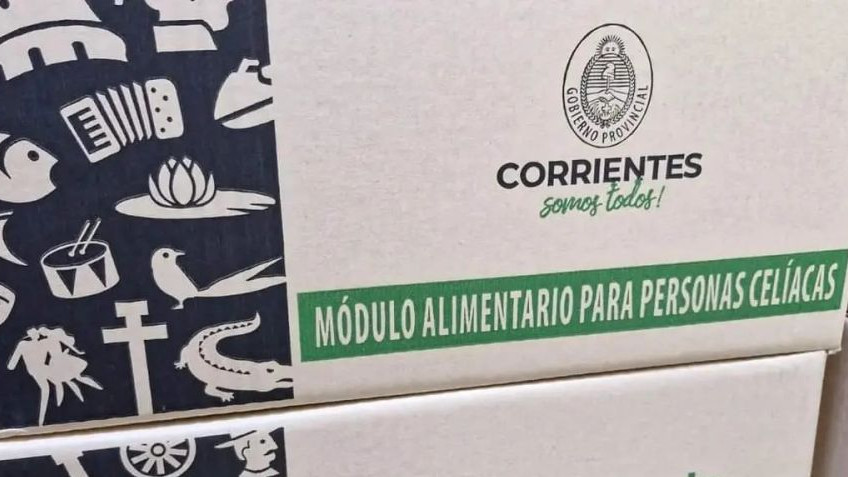 GOBIERNO PROVINCIAL
CORRIENTES
somos todos!
MÓDULO ALIMENTARIO PARA PERSONAS CELÍACAS